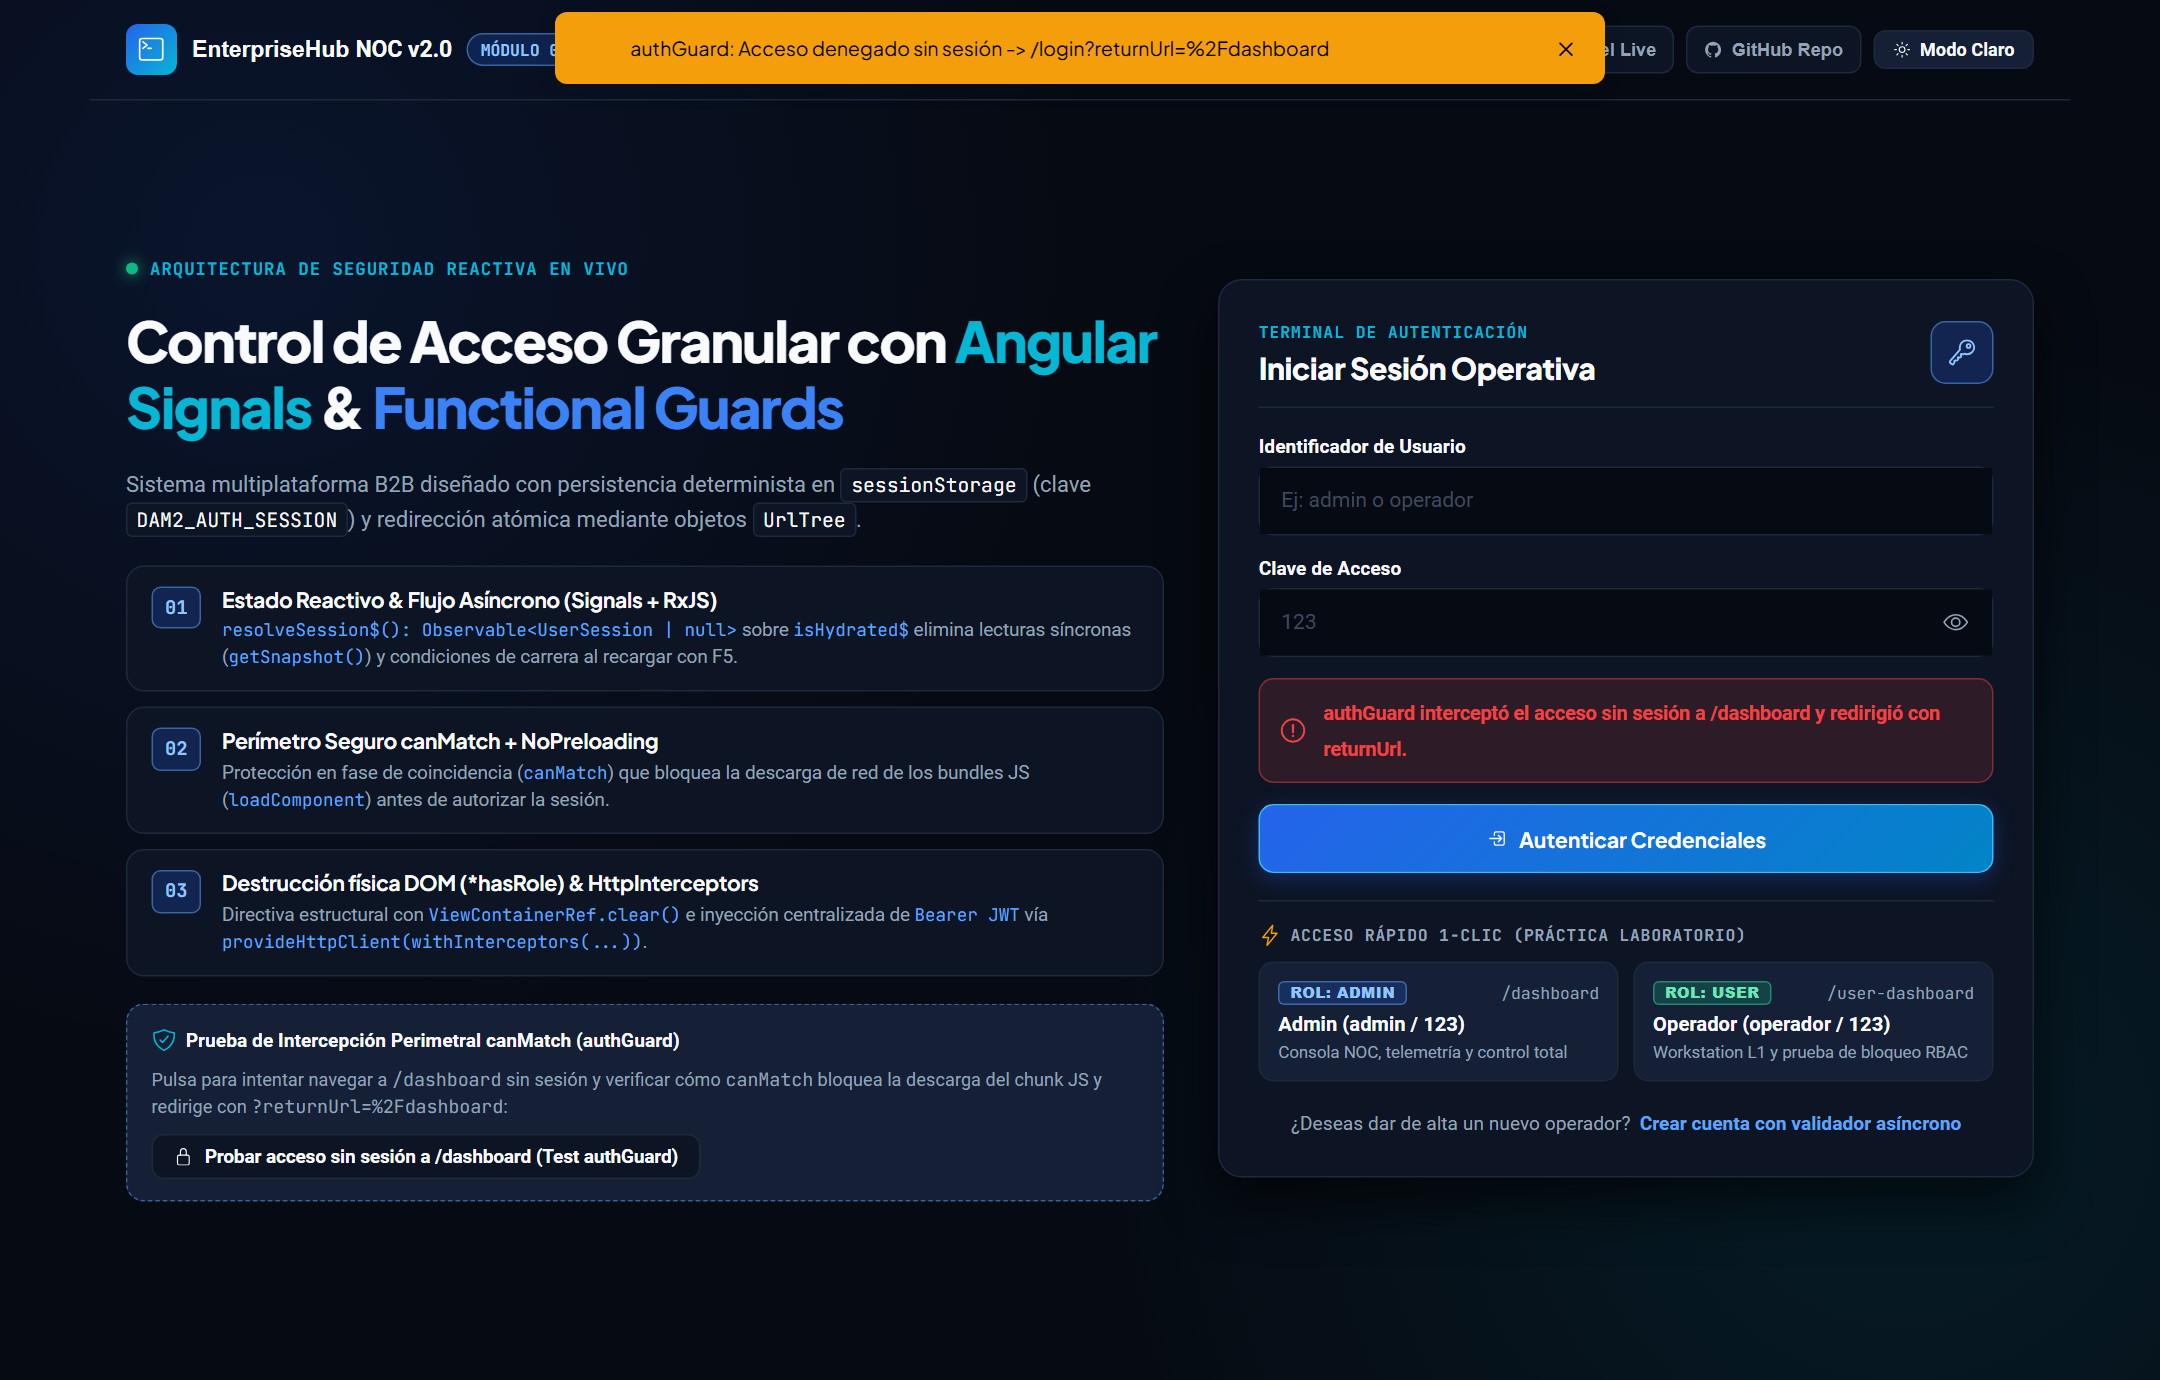 EnterpriseHub NOC v2.0
MÓDULO
authGuard: Acceso denegado sin sesión -> /login?returnUrl=%2Fdashboard
Live
GitHub Repo
Modo Claro
ARQUITECTURA DE SEGURIDAD REACTIVA EN VIVO
Control de Acceso Granular con Angular
Signals & Functional Guards
Sistema multiplataforma B2B diseñado con persistencia determinista en sessionStorage (clave
DAM2_AUTH_SESSION) y redirección atómica mediante objetos UrlTree.
01
Estado Reactivo & Flujo Asíncrono (Signals + RxJS)
resolveSession$(): Observable<UserSession | null> sobre isHydrated$ elimina lecturas síncronas
(getSnapshot()) y condiciones de carrera al recargar con F5.
02
Perímetro Seguro canMatch + NoPreloading
Protección en fase de coincidencia (canMatch) que bloquea la descarga de red de los bundles JS
(loadComponent) antes de autorizar la sesión.
03
Destrucción física DOM (*hasRole) & HttpInterceptors
Directiva estructural con ViewContainerRef.clear() e inyección centralizada de Bearer JWT vía
provideHttpClient(withInterceptors(...)).
Prueba de Intercepción Perimetral canMatch (authGuard)
Pulsa para intentar navegar a /dashboard sin sesión y verificar cómo canMatch bloquea la descarga del chunk JS y
redirige con ?returnUrl=%2Fdashboard:
Probar acceso sin sesión a /dashboard (Test authGuard)
TERMINAL DE AUTENTICACIÓN
Iniciar Sesión Operativa
Identificador de Usuario
Ej: admin o operador
Clave de Acceso
123
authGuard interceptó el acceso sin sesión a /dashboard y redirigió con
returnUrl.
Autenticar Credenciales
ACCESO RÁPIDO 1-CLIC (PRÁCTICA LABORATORIO)
ROL: ADMIN
/dashboard
Admin (admin / 123)
Consola NOC, telemetría y control total
ROL: USER
/user-dashboard
Operador (operador / 123)
Workstation L1 y prueba de bloqueo RBAC
¿Deseas dar de alta un nuevo operador? Crear cuenta con validador asíncrono